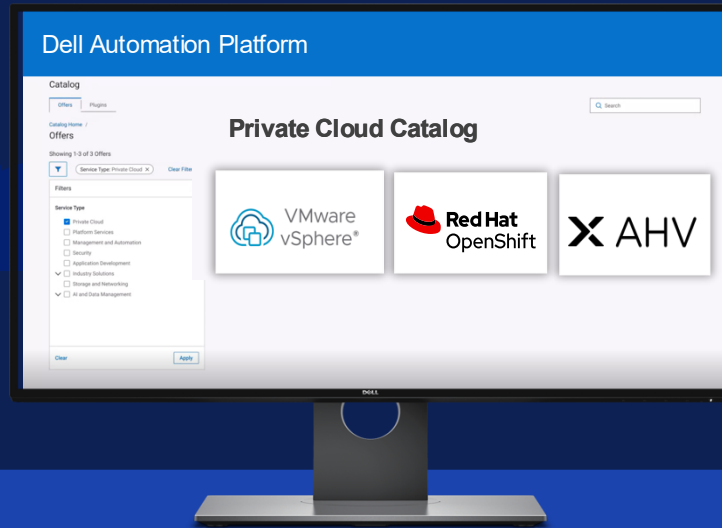 Dell Automation Platform
Catalog
Offers Plugins
Search
Catalog Home /
Offers
Private Cloud Catalog
Showing 1-3 of 3 Offers
Service Type: Private Cloud X
Clear Filter
Filters
Service Type
Private Cloud
Platform Services
Management and Automation
Security
Application Development
Industry Solutions
Storage and Networking
AI and Data Management
Clear Apply
VMware
vSphere®
Red Hat
OpenShift
X AHV
DELL